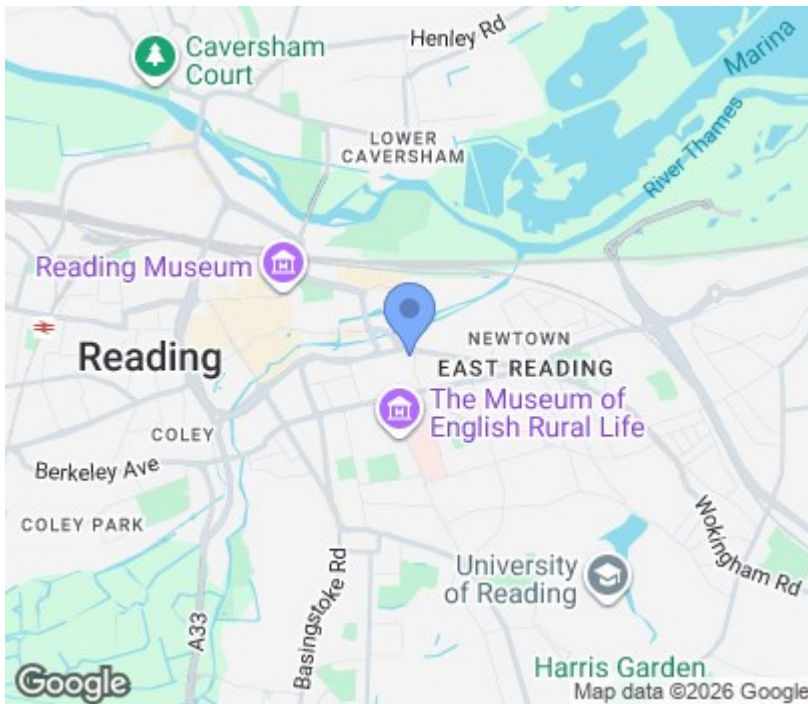 Caversham
Court
Henley Rd
Marina
LOWER
CAVERSHAM
River Thames
Reading Museum
Reading
NEWTOWN
EAST READING
The Museum of
English Rural Life
COLEY
Berkeley Ave
COLEY PARK
Basingstoke Rd
A33
Wokingham Rd
University
of Reading
Harris Garden
Google
Map data ©2026 Google